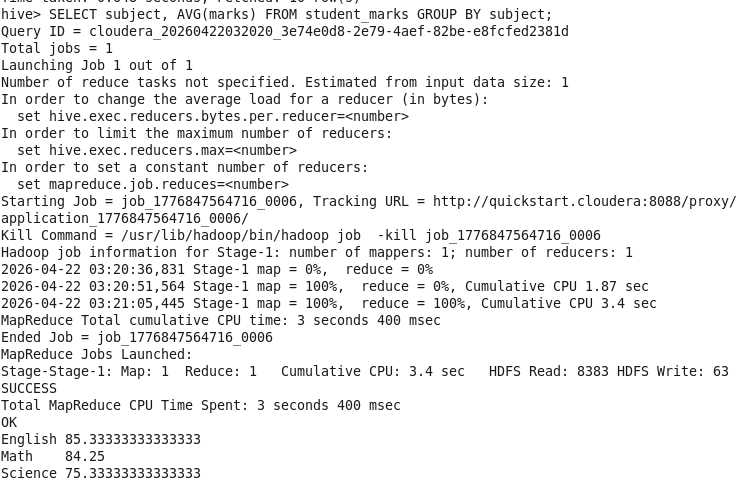 Time taken: 0.048 seconds, Fetched: 10 row(s)
hive> SELECT subject, AVG(marks) FROM student_marks GROUP BY subject;
Query ID = cloudera_20260422032020_3e74e0d8-2e79-4aef-82be-e8fcfed2381d
Total jobs = 1
Launching Job 1 out of 1
Number of reduce tasks not specified. Estimated from input data size: 1
In order to change the average load for a reducer (in bytes):
  set hive.exec.reducers.bytes.per.reducer=<number>
In order to limit the maximum number of reducers:
  set hive.exec.reducers.max=<number>
In order to set a constant number of reducers:
  set mapreduce.job.reduces=<number>
Starting Job = job_1776847564716_0006, Tracking URL = http://quickstart.cloudera:8088/proxy/
application_1776847564716_0006/
Kill Command = /usr/lib/hadoop/bin/hadoop job  -kill job_1776847564716_0006
Hadoop job information for Stage-1: number of mappers: 1; number of reducers: 1
2026-04-22 03:20:36,831 Stage-1 map = 0%,  reduce = 0%
2026-04-22 03:20:51,564 Stage-1 map = 100%,  reduce = 0%, Cumulative CPU 1.87 sec
2026-04-22 03:21:05,445 Stage-1 map = 100%,  reduce = 100%, Cumulative CPU 3.4 sec
MapReduce Total cumulative CPU time: 3 seconds 400 msec
Ended Job = job_1776847564716_0006
MapReduce Jobs Launched:
Stage-Stage-1: Map: 1  Reduce: 1   Cumulative CPU: 3.4 sec   HDFS Read: 8383 HDFS Write: 63
SUCCESS
Total MapReduce CPU Time Spent: 3 seconds 400 msec
OK
English 85.33333333333333
Math    84.25
Science 75.33333333333333